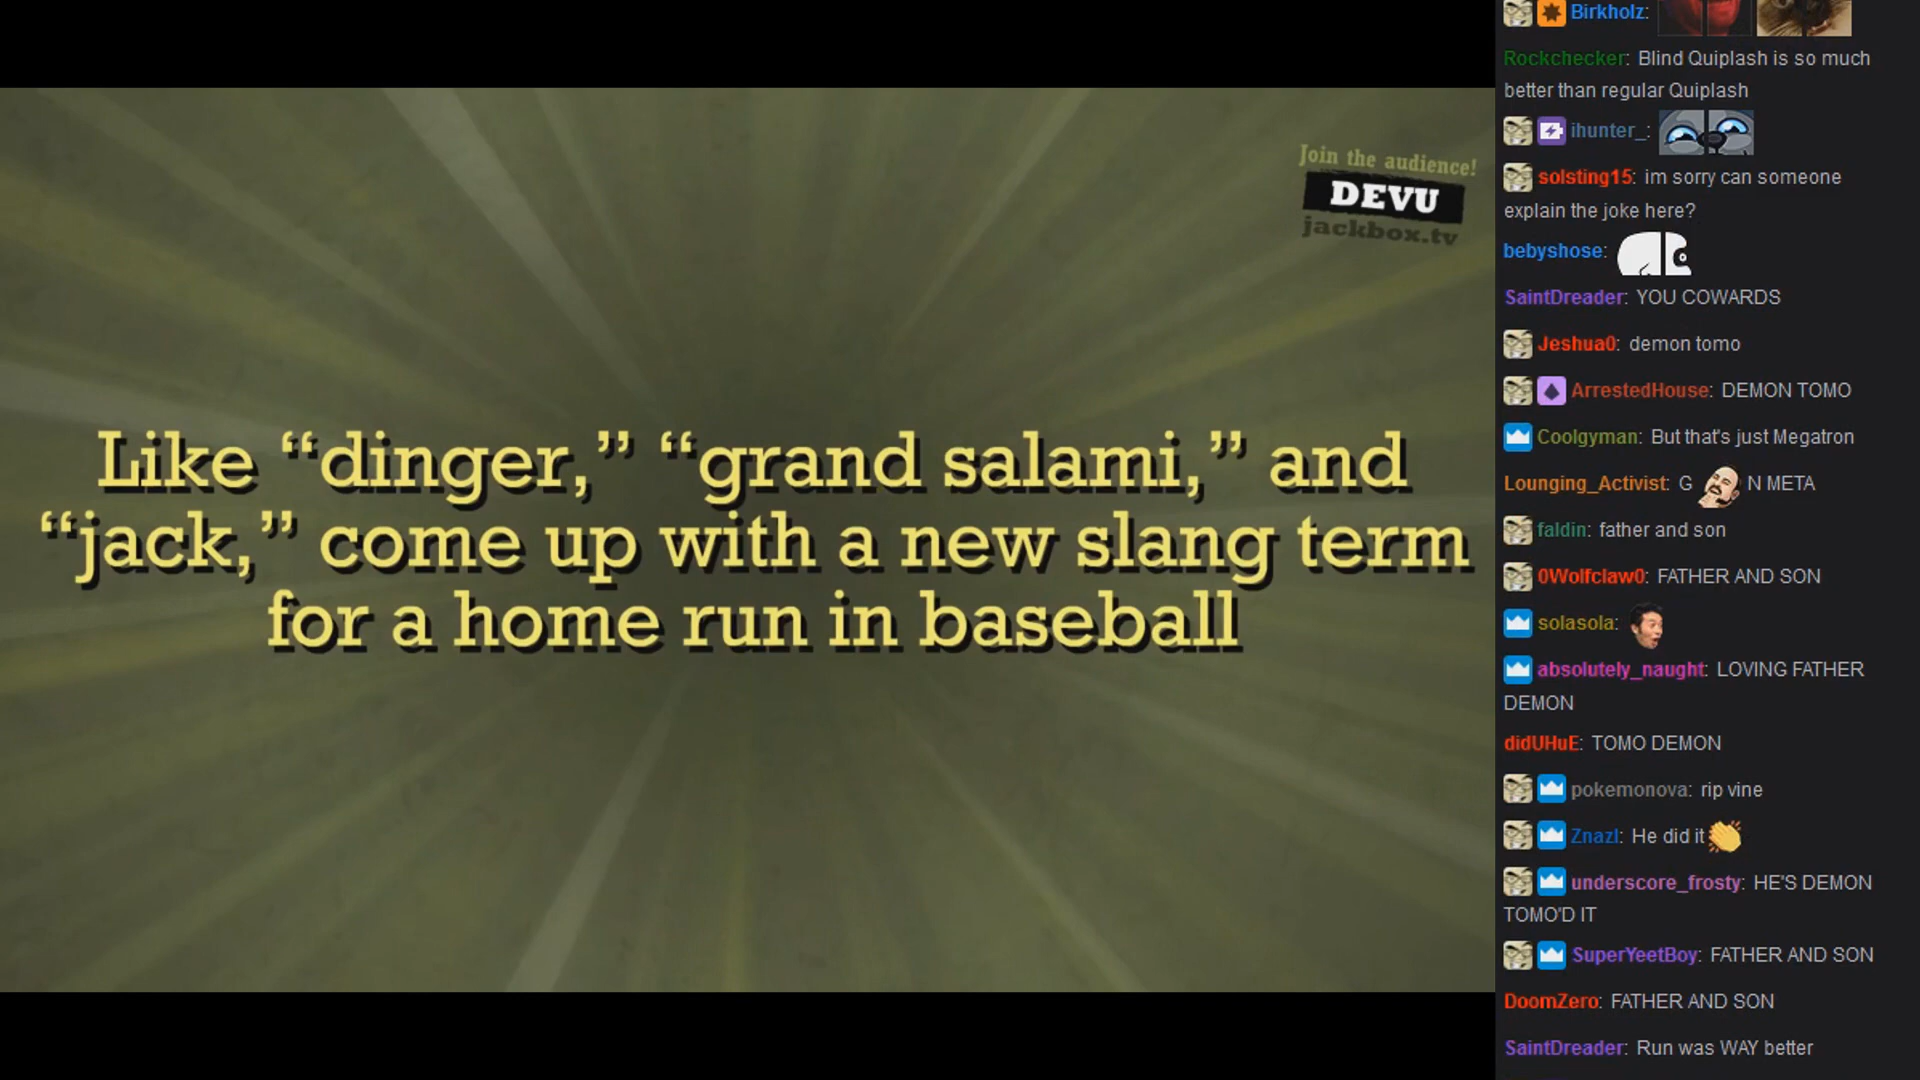 Join the audience!
DEVU
jackbox.tv
Like “dinger,” “grand salami,” and
“jack,” come up with a new slang term
for a home run in baseball
Birkholz:
Rockchecker: Blind Quiplash is so much
better than regular Quiplash
ihunter_:
solsting15: im sorry can someone
explain the joke here?
bebyshose:
SaintDreader: YOU COWARDS
Jeshua0: demon tomo
ArrestedHouse: DEMON TOMO
Coolgyman: But that's just Megatron
Lounging_Activist: G N META
faldin: father and son
0Wolfclaw0: FATHER AND SON
solasola:
absolutely_naught: LOVING FATHER
DEMON
didUHuE: TOMO DEMON
pokemonova: rip vine
Znazl: He did it
underscore_frosty: HE'S DEMON
TOMO'D IT
SuperYeetBoy: FATHER AND SON
DoomZero: FATHER AND SON
SaintDreader: Run was WAY better